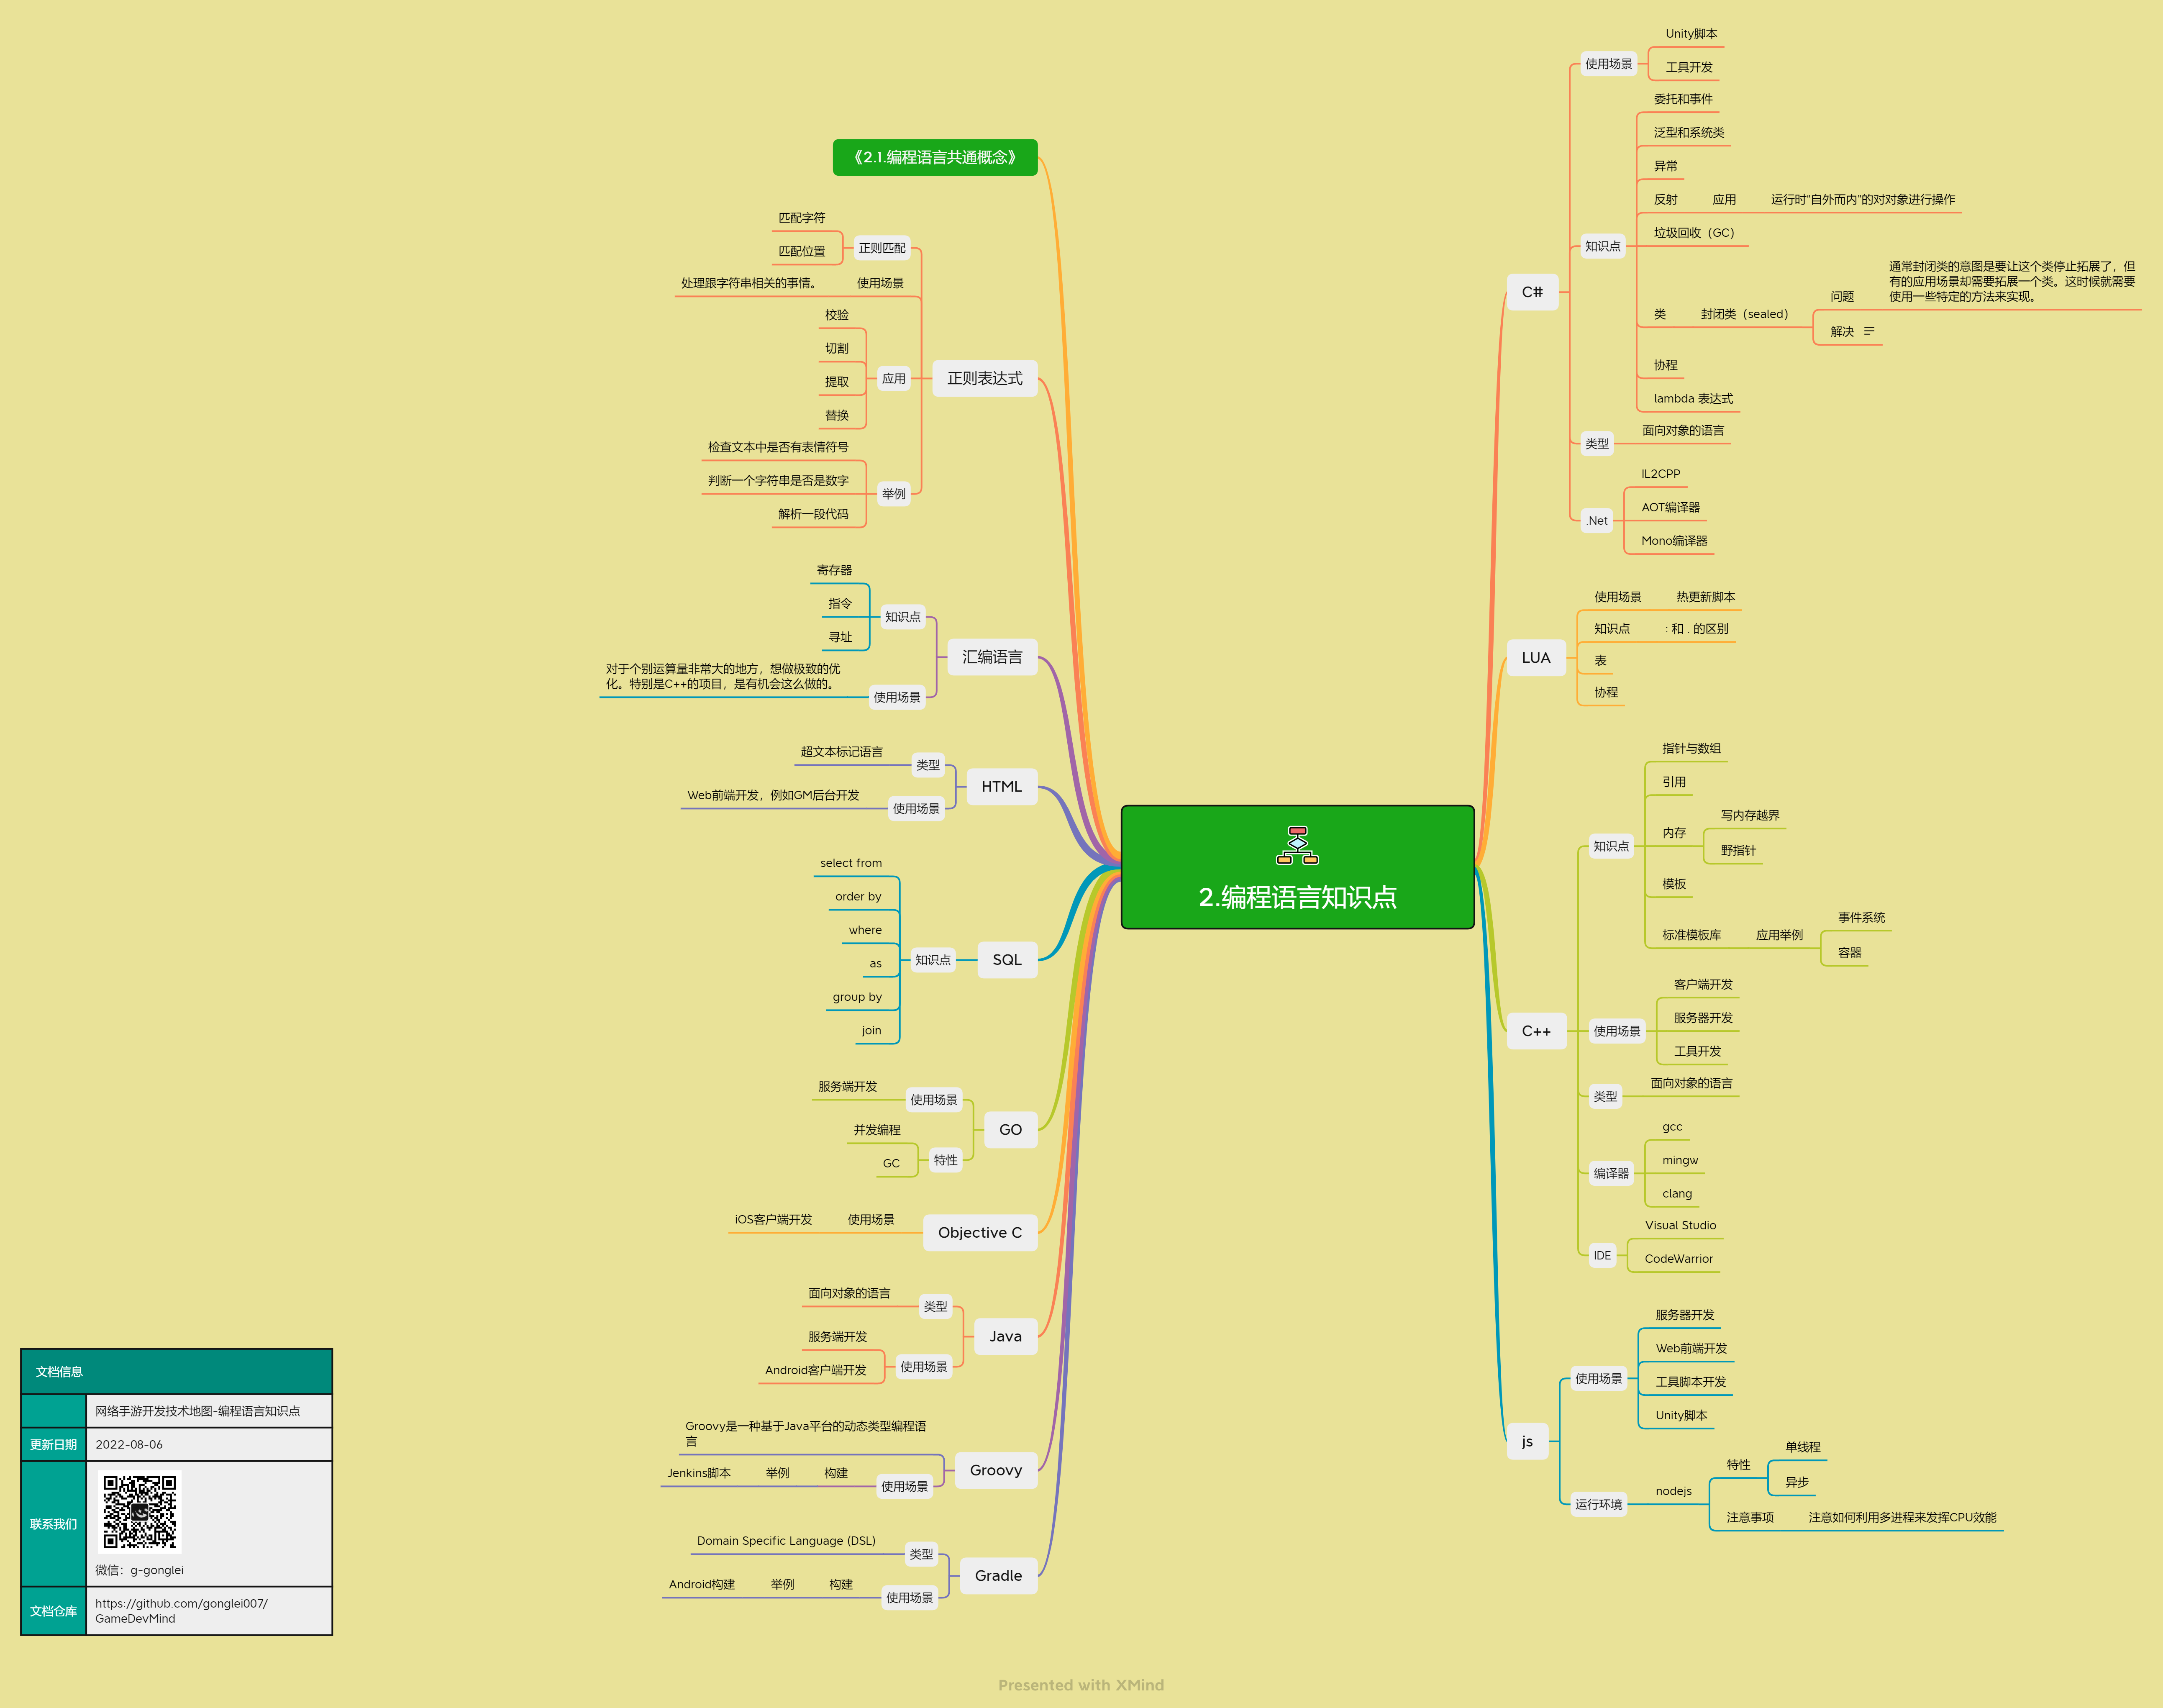 2.编程语言知识点
C#
使用场景
Unity脚本
工具开发
知识点
委托和事件
泛型和系统类
异常
反射
应用
运行时"自外而内"的对对象进行操作
垃圾回收（GC）
类
封闭类（sealed）
问题
通常封闭类的意图是要让这个类停止拓展了，但
有的应用场景却需要拓展一个类。这时候就需要
使用一些特定的方法来实现。
解决
协程
lambda 表达式
类型
面向对象的语言
.Net
IL2CPP
AOT编译器
Mono编译器
LUA
使用场景
热更新脚本
知识点
: 和 . 的区别
表
协程
C++
知识点
指针与数组
引用
内存
写内存越界
野指针
模板
标准模板库
应用举例
事件系统
容器
使用场景
客户端开发
服务器开发
工具开发
类型
面向对象的语言
编译器
gcc
mingw
clang
IDE
Visual Studio
CodeWarrior
js
使用场景
服务器开发
Web前端开发
工具脚本开发
Unity脚本
运行环境
nodejs
特性
单线程
异步
注意事项
注意如何利用多进程来发挥CPU效能
《2.1.编程语言共通概念》
正则表达式
正则匹配
匹配字符
匹配位置
使用场景
处理跟字符串相关的事情。
应用
校验
切割
提取
替换
举例
检查文本中是否有表情符号
判断一个字符串是否是数字
解析一段代码
汇编语言
知识点
寄存器
指令
寻址
使用场景
对于个别运算量非常大的地方，想做极致的优
化。特别是C++的项目，是有机会这么做的。
HTML
类型
超文本标记语言
使用场景
Web前端开发，例如GM后台开发
SQL
知识点
select from
order by
where
as
group by
join
GO
使用场景
服务端开发
特性
并发编程
GC
Objective C
使用场景
iOS客户端开发
Java
类型
面向对象的语言
使用场景
服务端开发
Android客户端开发
Groovy
Groovy是一种基于Java平台的动态类型编程语
言
使用场景
构建
举例
Jenkins脚本
Gradle
类型
Domain Specific Language (DSL)
使用场景
构建
举例
Android构建
文档信息
网络手游开发技术地图-编程语言知识点
更新日期
2022-08-06
联系我们
微信：g-gonglei
文档仓库
https://github.com/gonglei007/
GameDevMind
Presented with XMind